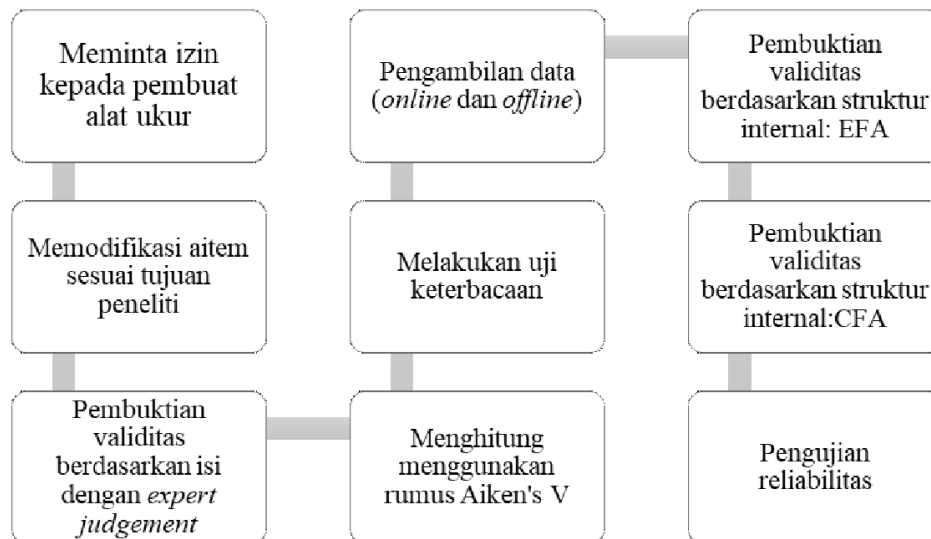 Meminta izin
kepada pembuat
alat ukur
Memodifikasi aitem
sesuai tujuan
peneliti
Pembuktian
validitas
berdasarkan isi
dengan expert
judgement
Menghitung
menggunakan
rumus Aiken's V
Melakukan uji
keterbacaan
Pengambilan data
(online dan offline)
Pembuktian
validitas
berdasarkan struktur
internal: EFA
Pembuktian
validitas
berdasarkan struktur
internal:CFA
Pengujian
reliabilitas